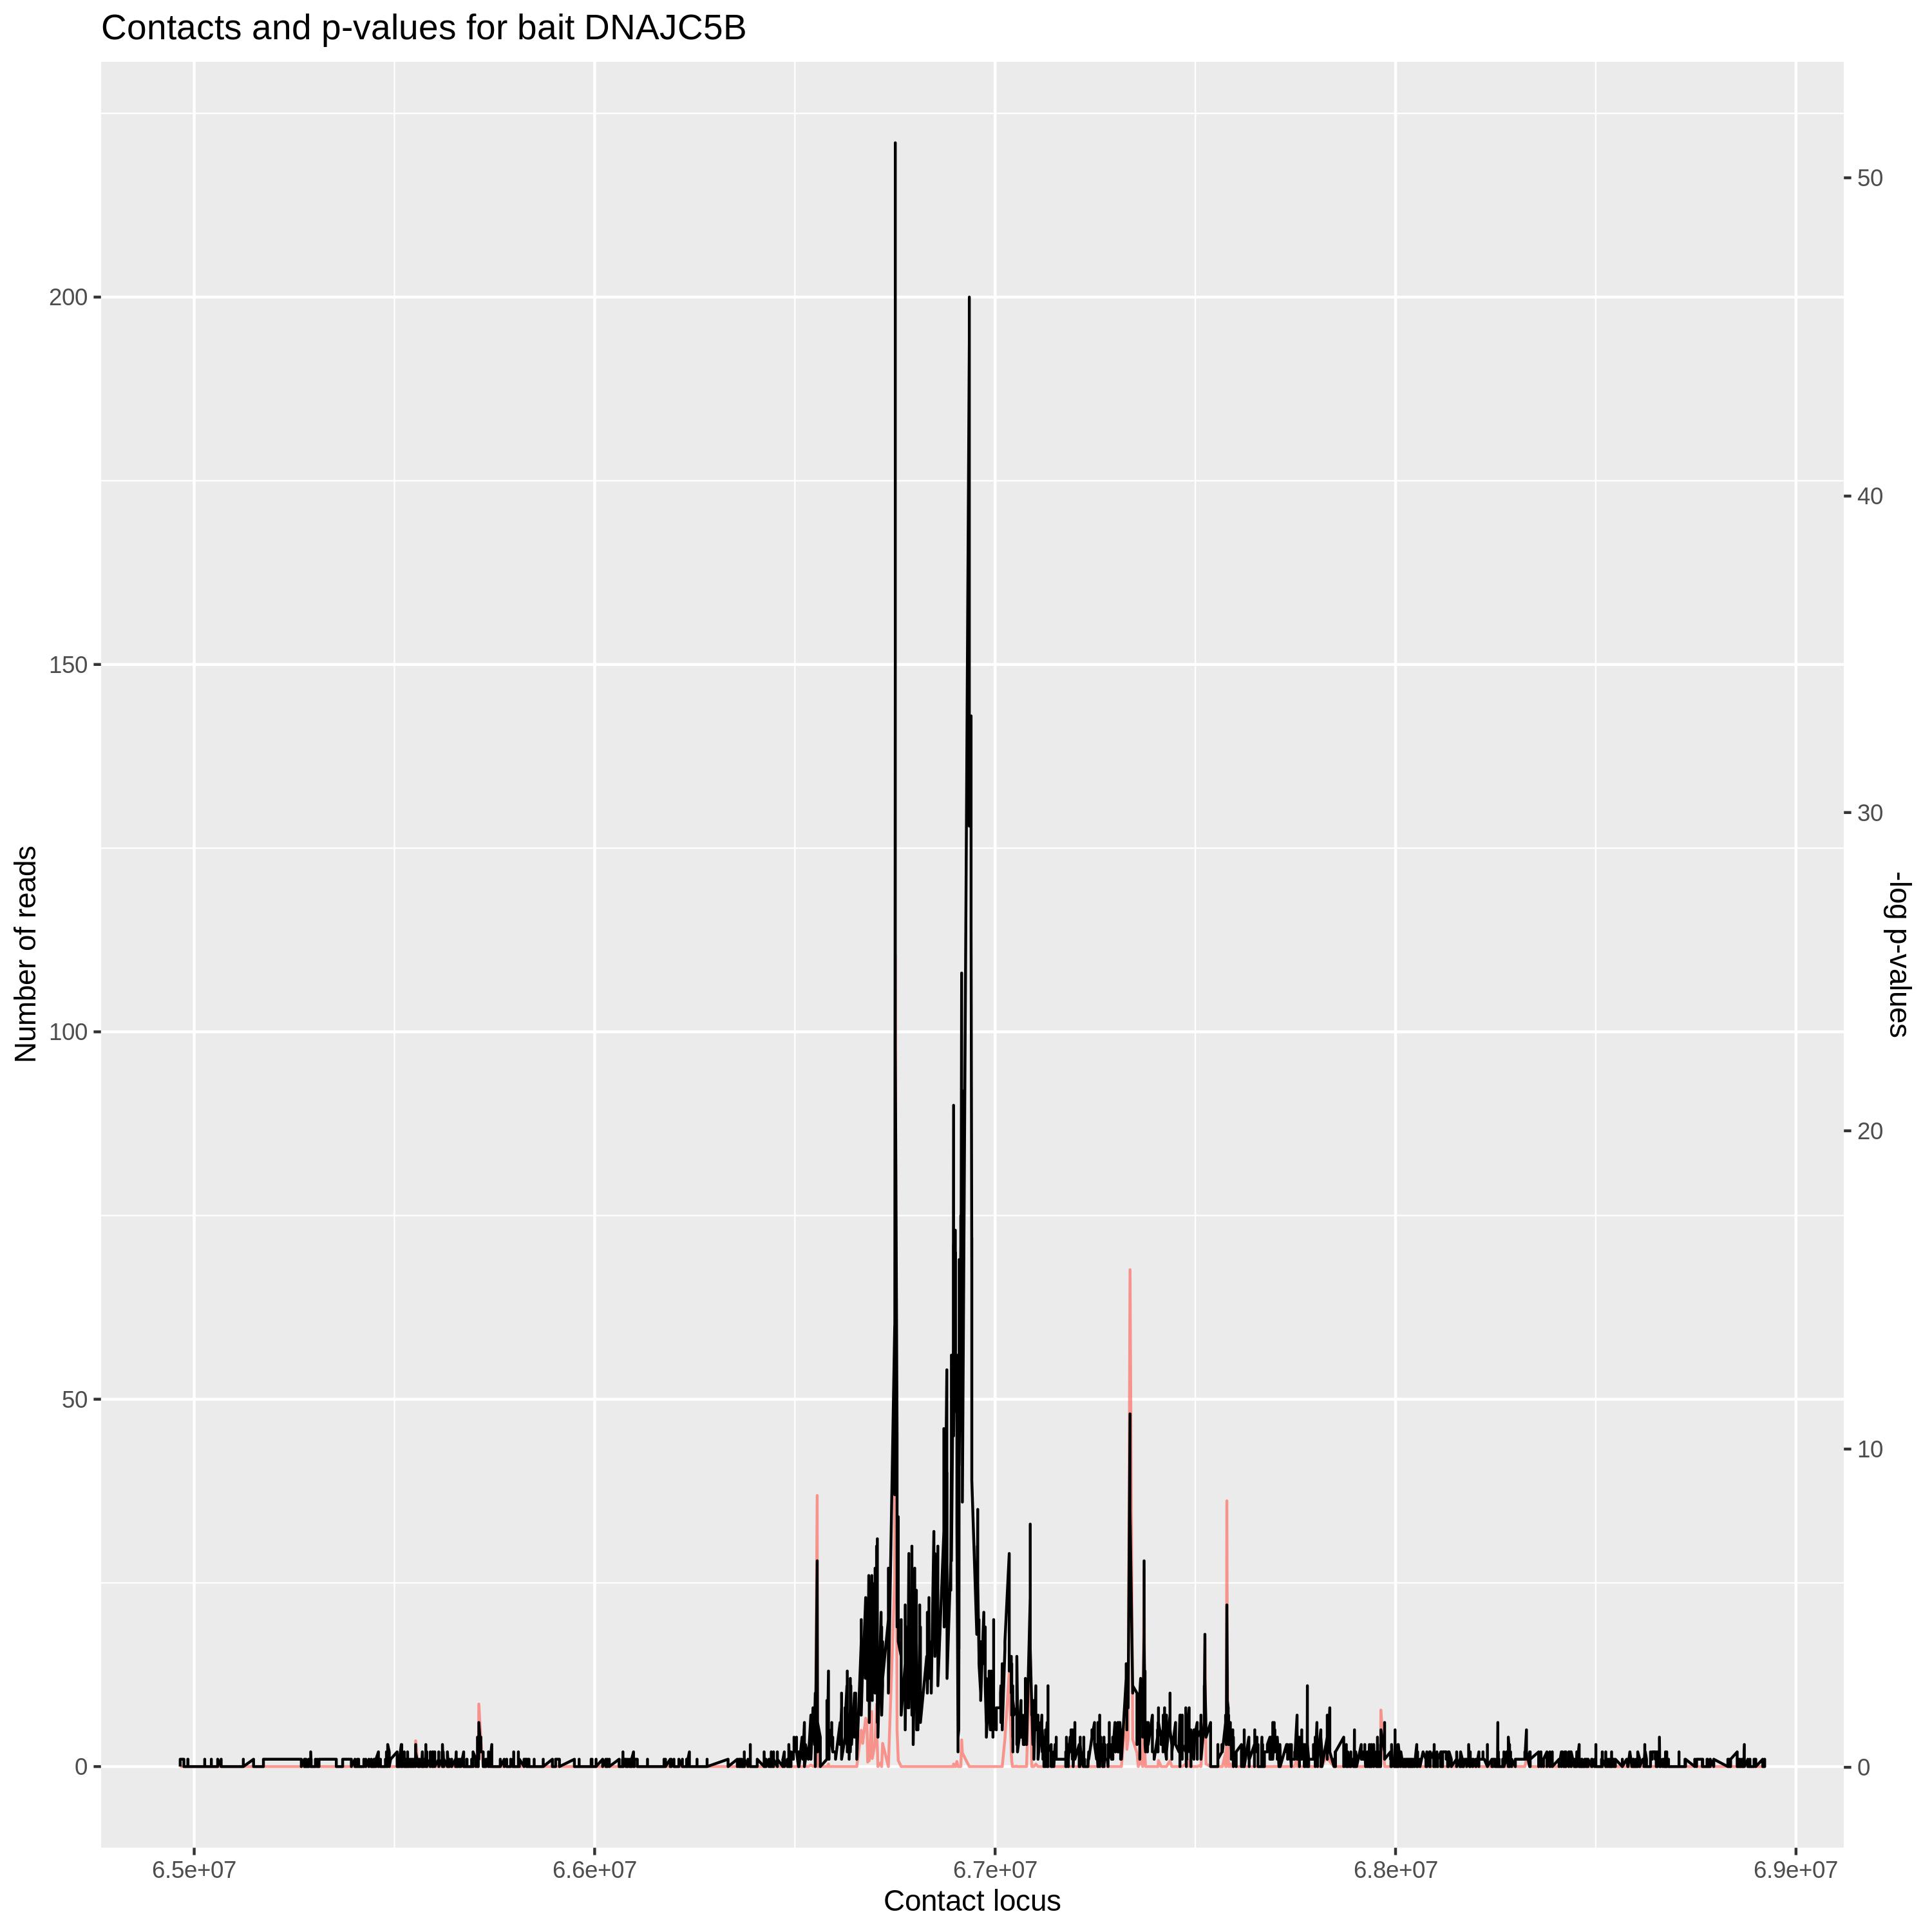 Contacts and p-values for bait DNAJC5B
200
150
100
50
0
Number of reads
50
40
30
20
10
0
-log p-values
6.5e+07 6.6e+07 6.7e+07 6.8e+07 6.9e+07
Contact locus